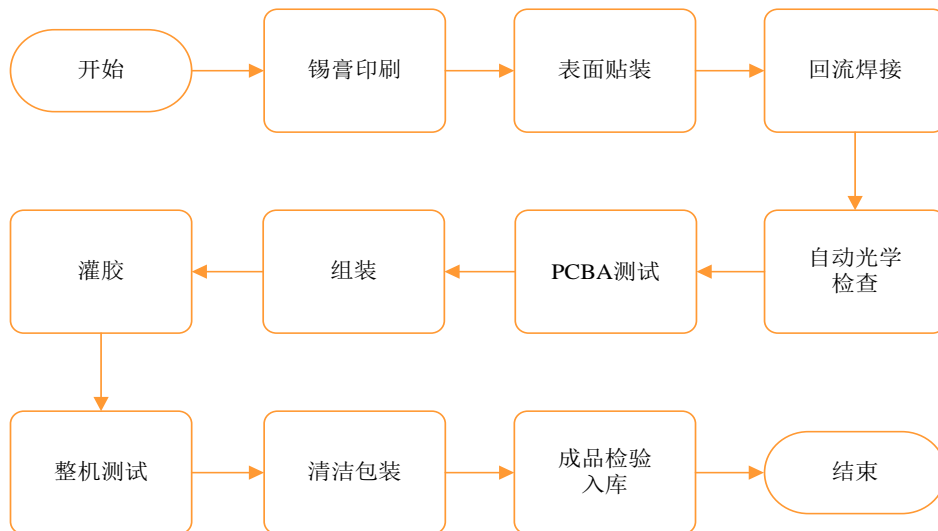 开始
锡膏印刷
表面贴装
回流焊接
自动光学
检查
PCBA测试
组装
灌胶
整机测试
清洁包装
成品检验
入库
结束